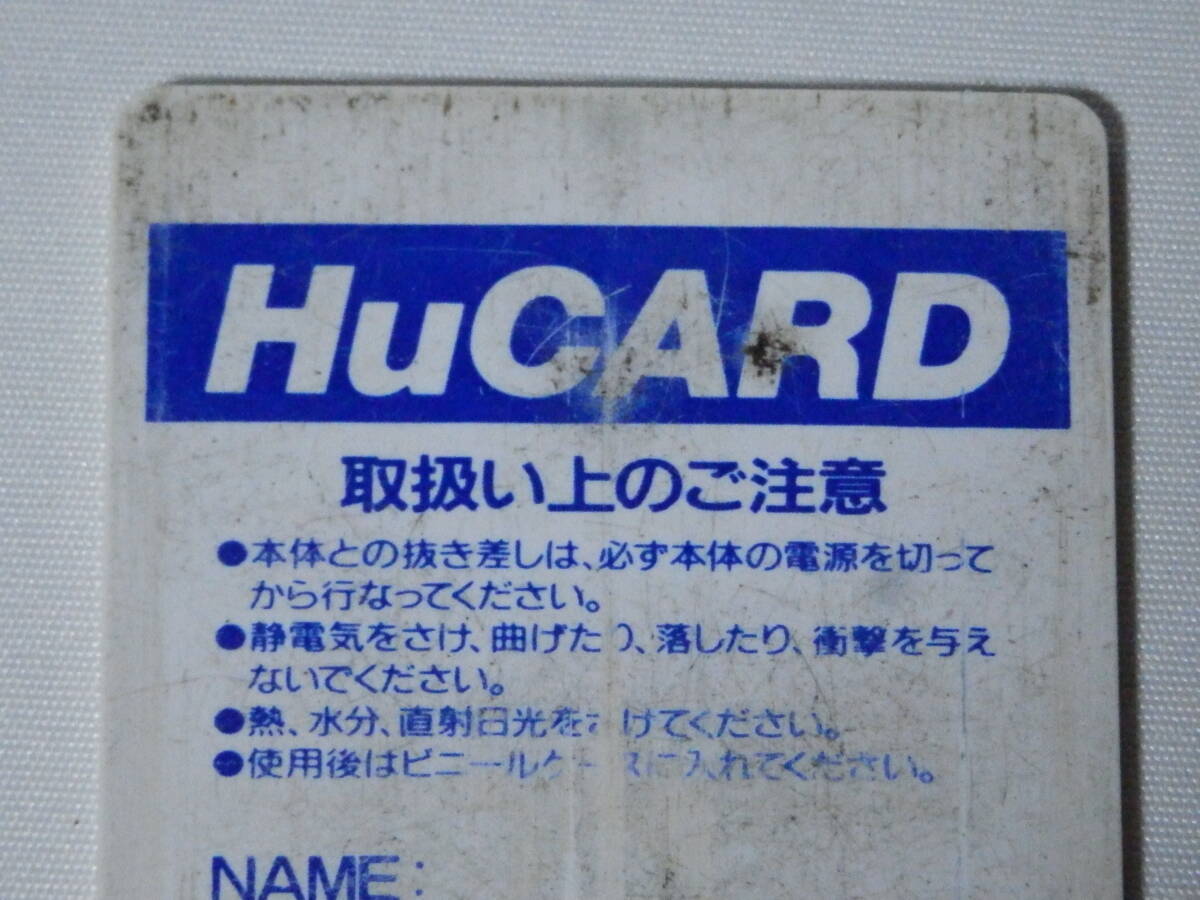 HuCARD
取扱い上のご注意
●本体との抜き差しは、必ず本体の電源を切って
から行なってください。
●静電気をさけ、曲げたり、落したり、衝撃を与え
ないでください。
●熱、水分、直射日光をさけてください。
●使用後はビニールケースに入れてください。
NAME: